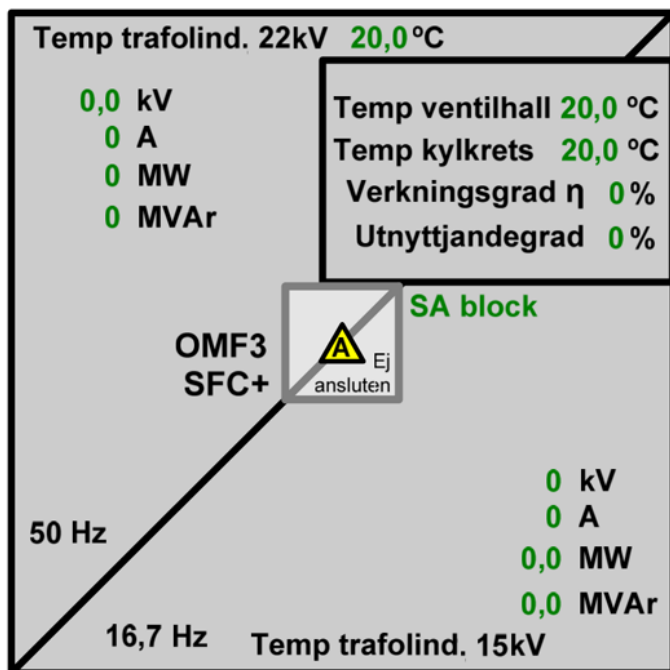 Temp trafolind. 22kV 20,0 ºC
0,0 kV
0 A
0 MW
0 MVAr
Temp ventilhall 20,0 ºC
Temp kylkrets 20,0 ºC
Verkningsgrad η 0 %
Utnyttjandegrad 0 %
SA block
OMF3
SFC+
A
Ej
ansluten
0 kV
0 A
0,0 MW
0,0 MVAr
50 Hz
16,7 Hz
Temp trafolind. 15kV